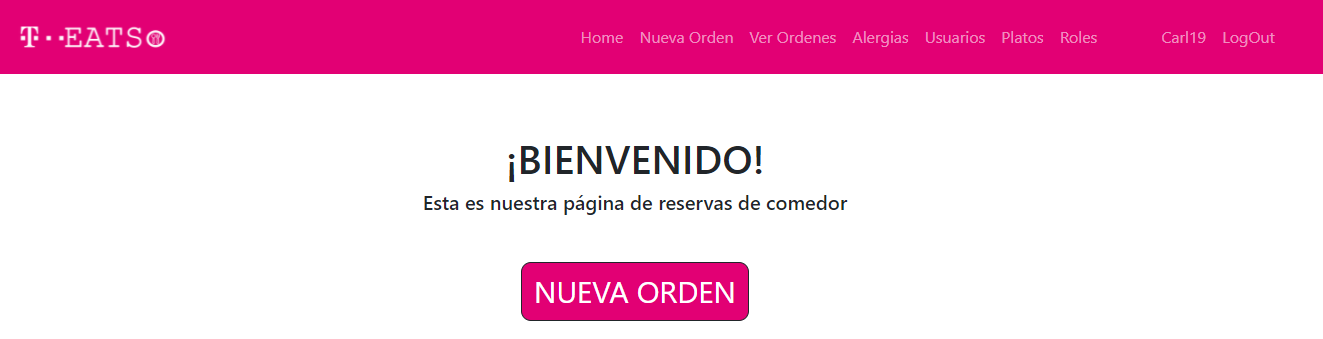 T··EATS
Home Nueva Orden Ver Ordenes Alergias Usuarios Platos Roles Carl19 LogOut
¡BIENVENIDO!
Esta es nuestra página de reservas de comedor
NUEVA ORDEN